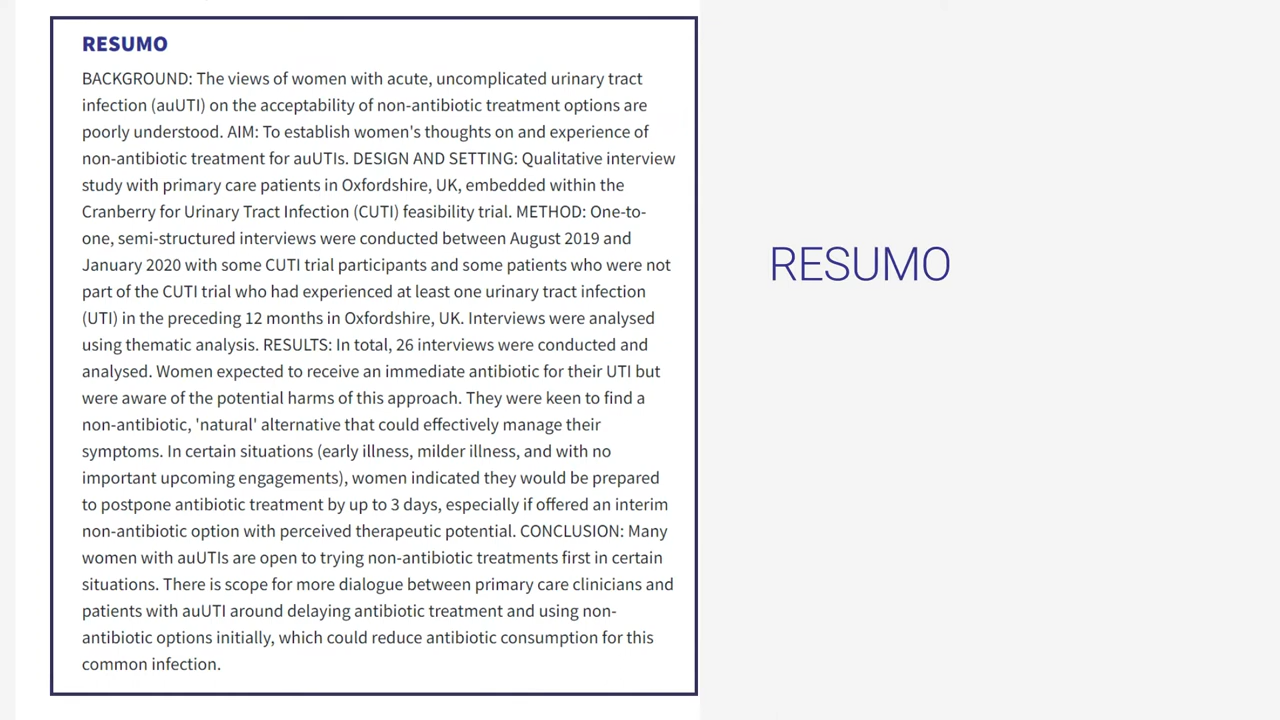 RESUMO
BACKGROUND: The views of women with acute, uncomplicated urinary tract
infection (auUTI) on the acceptability of non-antibiotic treatment options are
poorly understood. AIM: To establish women's thoughts on and experience of
non-antibiotic treatment for auUTIs. DESIGN AND SETTING: Qualitative interview
study with primary care patients in Oxfordshire, UK, embedded within the
Cranberry for Urinary Tract Infection (CUTI) feasibility trial. METHOD: One-to-
one, semi-structured interviews were conducted between August 2019 and
January 2020 with some CUTI trial participants and some patients who were not
part of the CUTI trial who had experienced at least one urinary tract infection
(UTI) in the preceding 12 months in Oxfordshire, UK. Interviews were analysed
using thematic analysis. RESULTS: In total, 26 interviews were conducted and
analysed. Women expected to receive an immediate antibiotic for their UTI but
were aware of the potential harms of this approach. They were keen to find a
non-antibiotic, 'natural' alternative that could effectively manage their
symptoms. In certain situations (early illness, milder illness, and with no
important upcoming engagements), women indicated they would be prepared
to postpone antibiotic treatment by up to 3 days, especially if offered an interim
non-antibiotic option with perceived therapeutic potential. CONCLUSION: Many
women with auUTIs are open to trying non-antibiotic treatments first in certain
situations. There is scope for more dialogue between primary care clinicians and
patients with auUTI around delaying antibiotic treatment and using non-
antibiotic options initially, which could reduce antibiotic consumption for this
common infection.
RESUMO